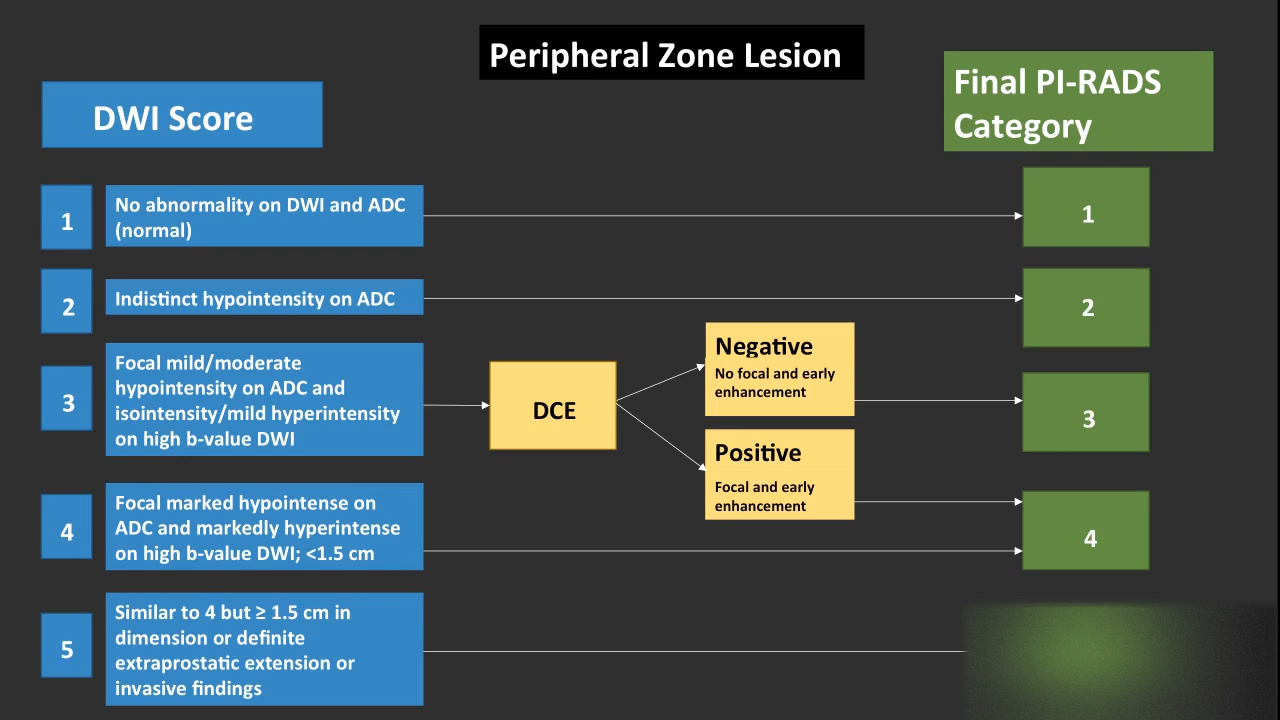 Peripheral Zone Lesion
DWI Score
Final PI-RADS
Category
1
No abnormality on DWI and ADC
(normal)
1
2
Indistinct hypointensity on ADC
2
3
Focal mild/moderate
hypointensity on ADC and
isointensity/mild hyperintensity
on high b-value DWI
DCE
Negative
No focal and early
enhancement
3
Positive
Focal and early
enhancement
4
Focal marked hypointense on
ADC and markedly hyperintense
on high b-value DWI; <1.5 cm
4
5
Similar to 4 but ≥ 1.5 cm in
dimension or definite
extraprostatic extension or
invasive findings